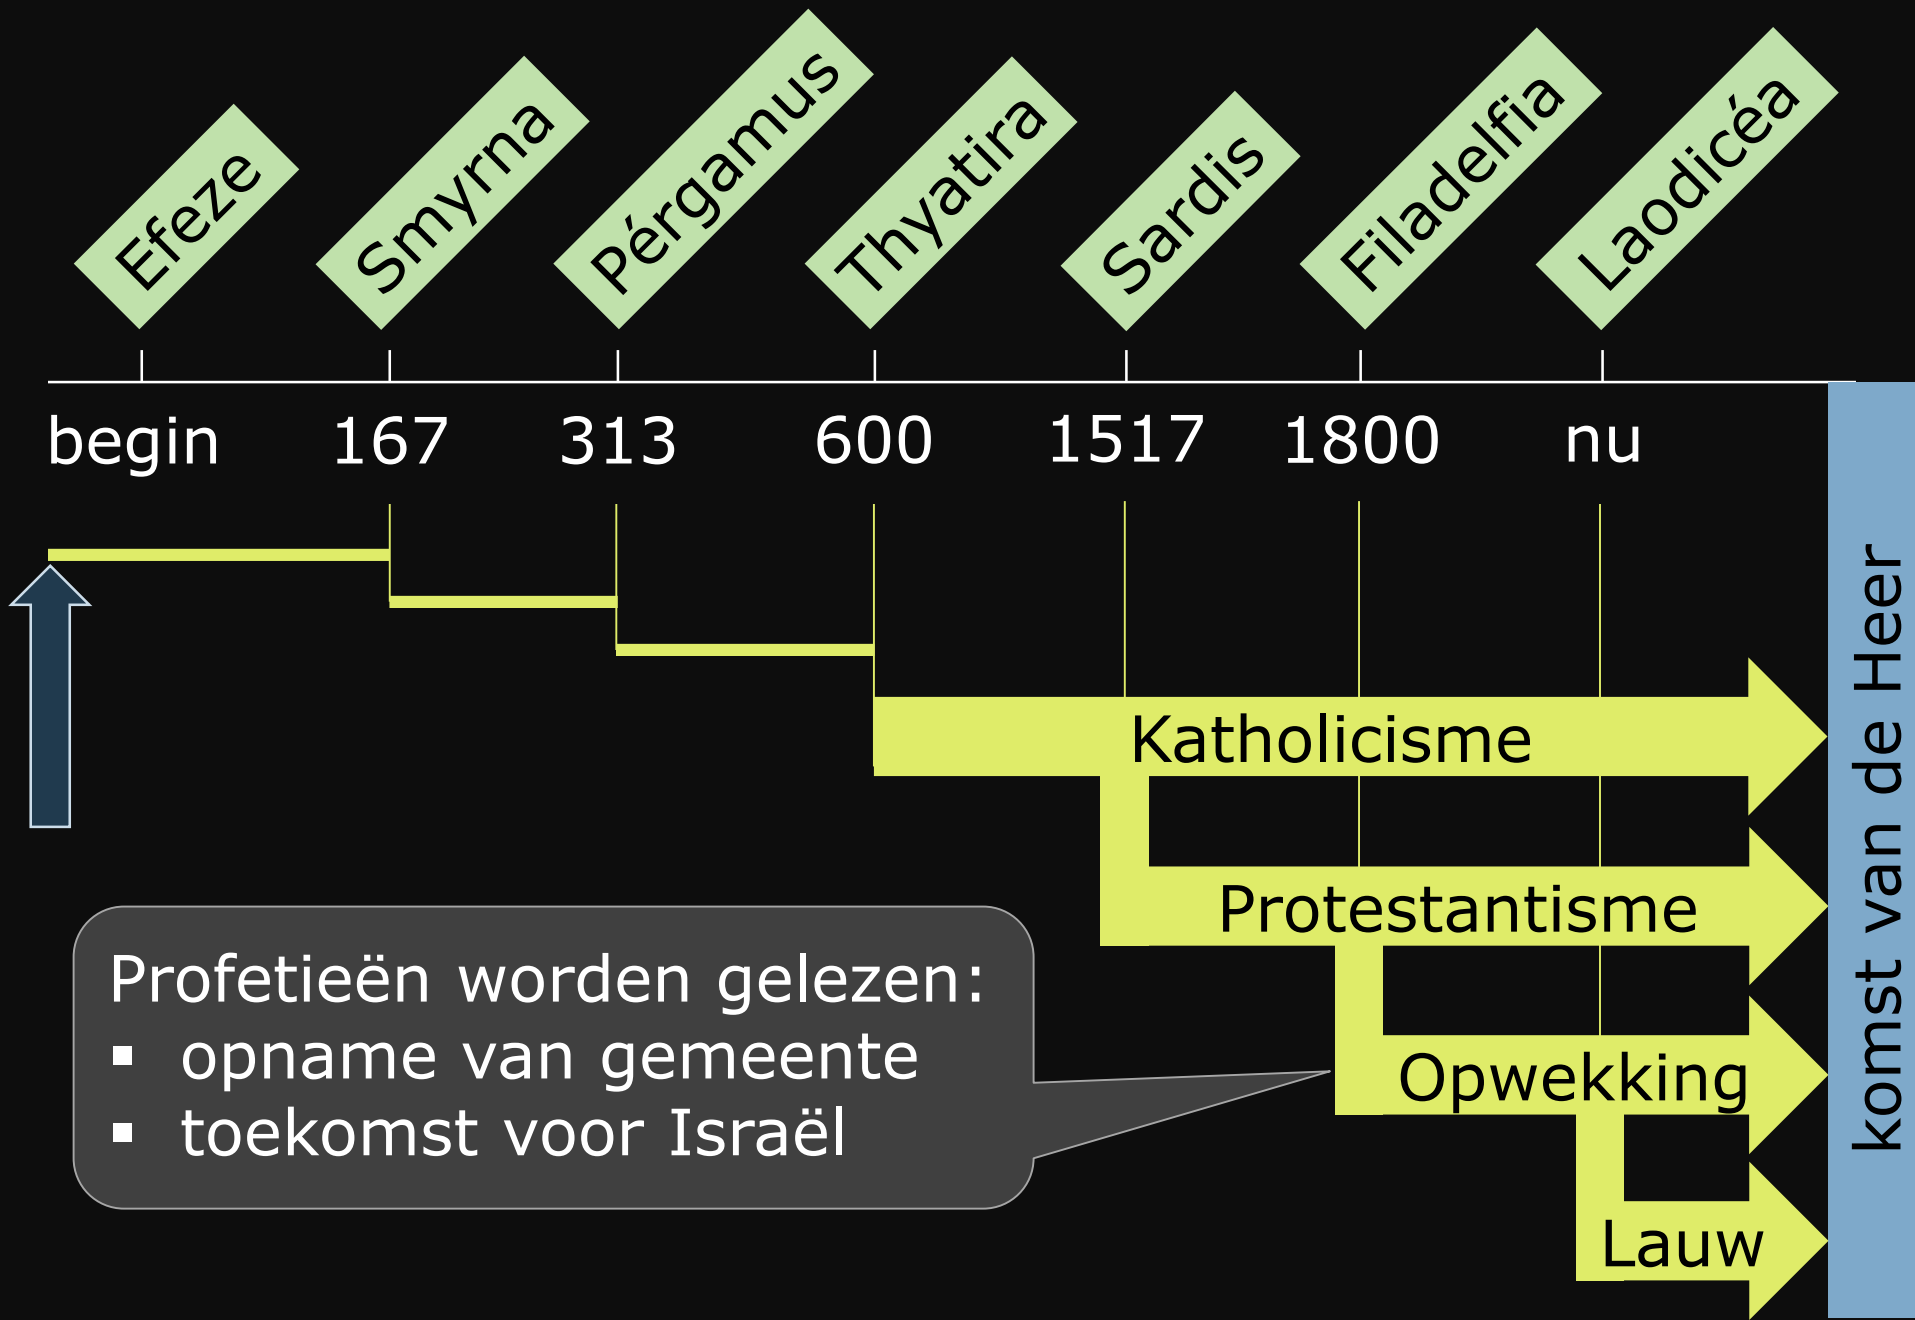 Efeze
Smyrna
Pérgamus
Thyatira
Sardis
Filadelfia
Laodicéa
begin
167
313
600
1517
1800
nu
Katholicisme
Protestantisme
Opwekking
Lauw
komst van de Heer
Profetieën worden gelezen:
▪ opname van gemeente
▪ toekomst voor Israël